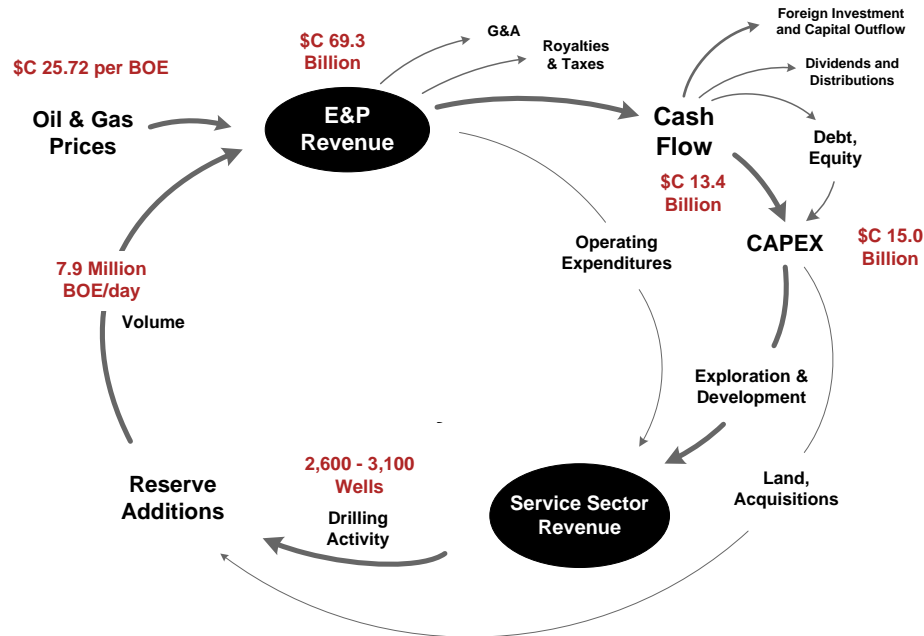 Foreign Investment
and Capital Outflow
G&A
$C 69.3
Billion
Royalties
& Taxes
$C 25.72 per BOE
Dividends and
Distributions
Oil & Gas
Prices
E&P
Revenue
Cash
Flow
Debt,
Equity
$C 13.4
Billion
CAPEX
$C 15.0
Billion
Operating
Expenditures
7.9 Million
BOE/day
Volume
Exploration &
Development
2,600 - 3,100
Wells
Reserve
Additions
Drilling
Activity
Service Sector
Revenue
Land,
Acquisitions